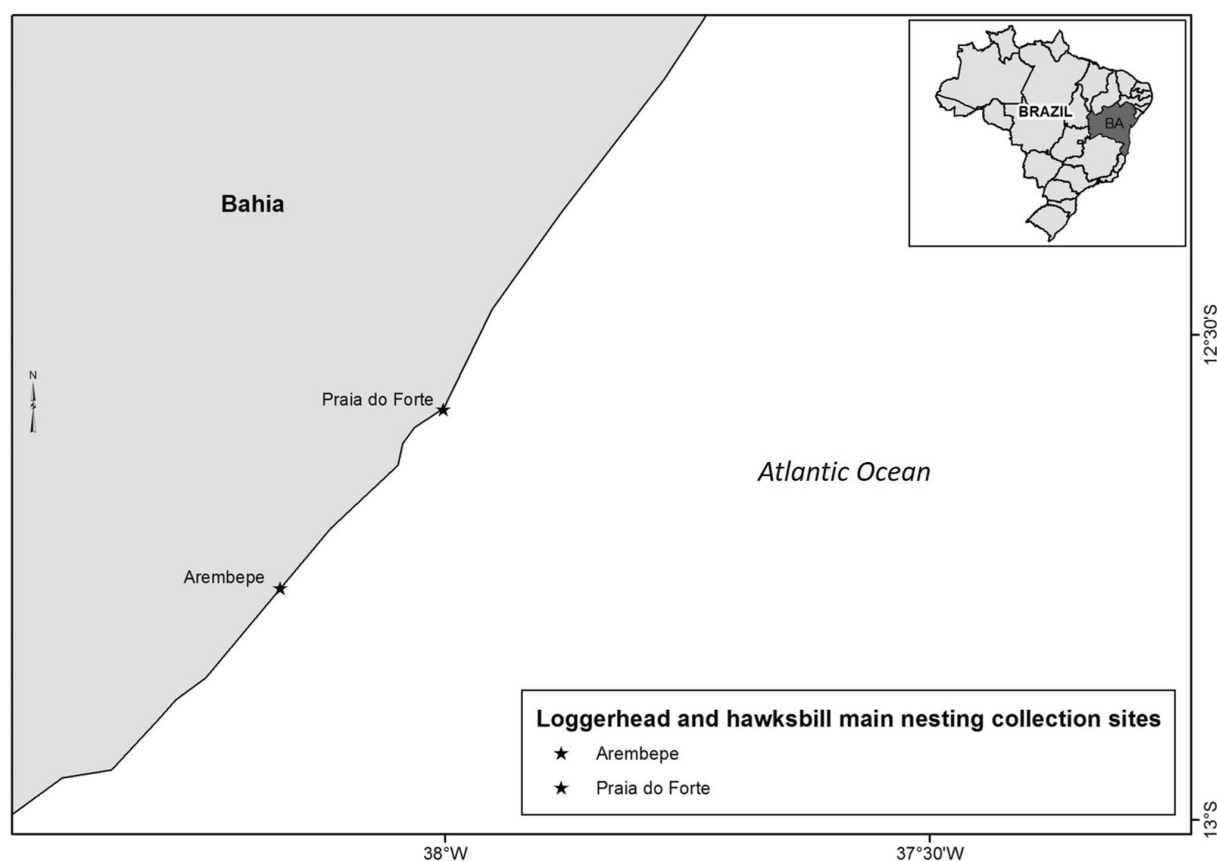 BRAZIL
BA
Bahia
12°30'S
N
S
Praia do Forte
Atlantic Ocean
Arembepe
Loggerhead and hawksbill main nesting collection sites
Arembepe
Praia do Forte
13°S
38°W
37°30'W